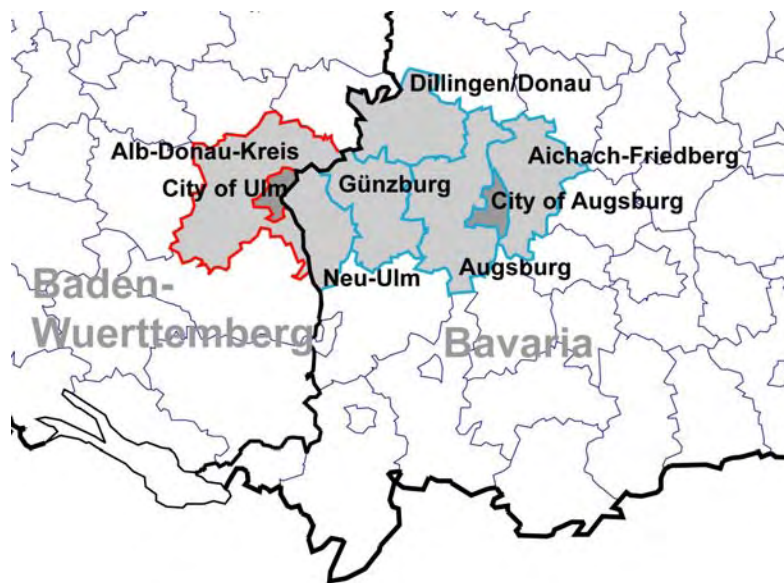 Dillingen/Donau
Alb-Donau-Kreis
Aichach-Friedberg
City of Ulm
Günzburg
City of Augsburg
Neu-Ulm
Augsburg
Baden-
Wuerttemberg
Bavaria